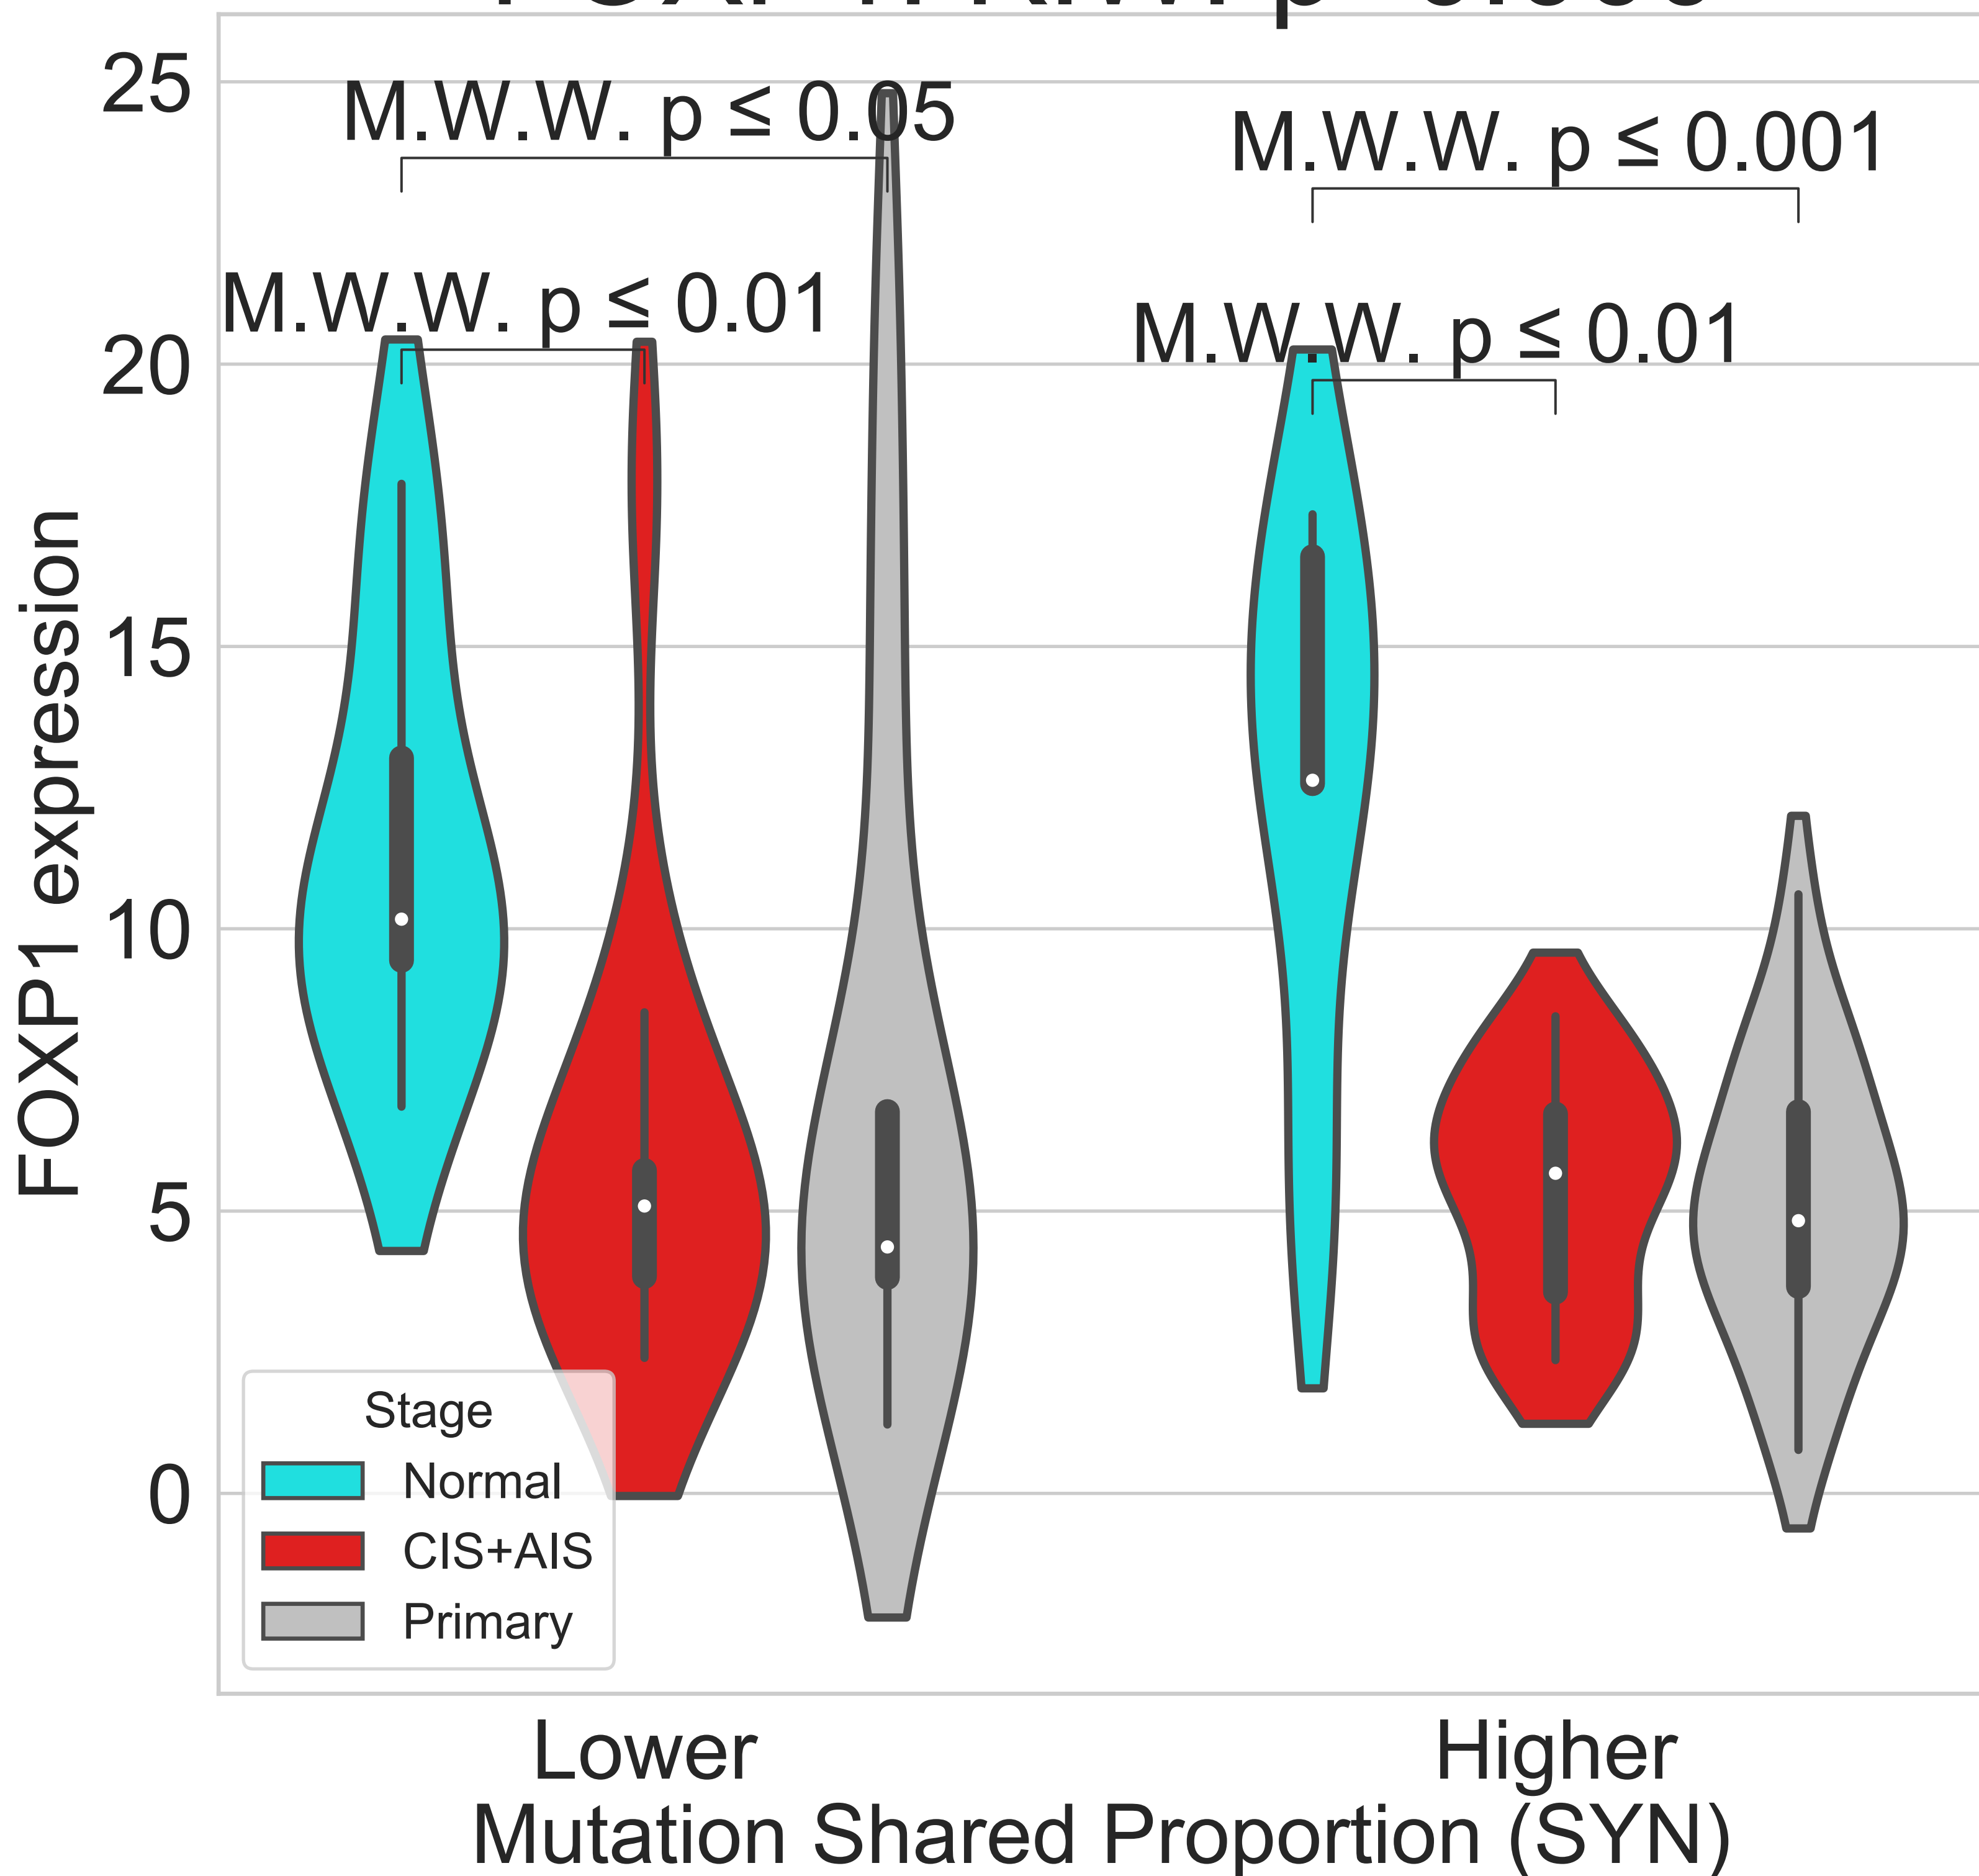 M.W.W. p ≤ 0.05
M.W.W. p ≤ 0.001
M.W.W. p ≤ 0.01
M.W.W. p ≤ 0.01
25
20
15
10
5
0
FOXP1 expression
Stage
Normal
CIS+AIS
Primary
Lower
Higher
Mutation Shared Proportion (SYN)